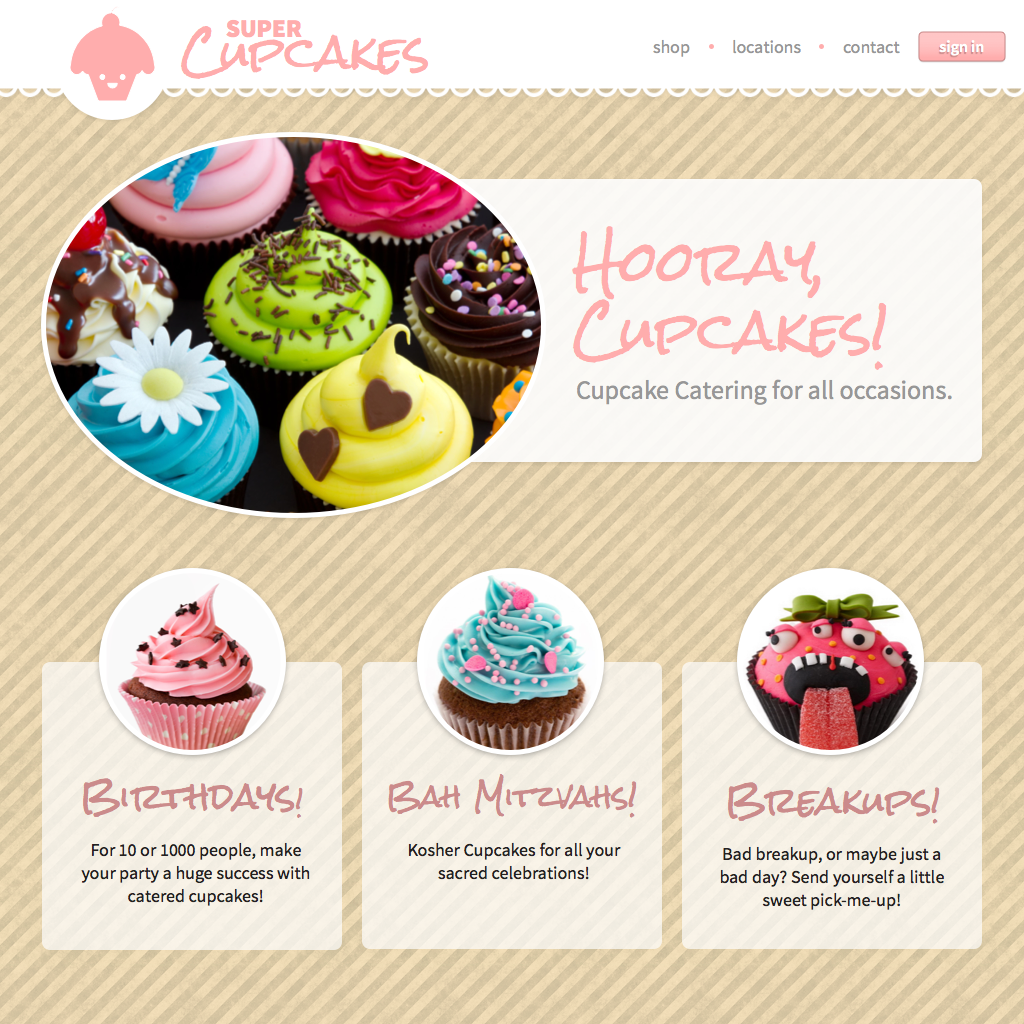 SUPER
CUPCAKES
shop • locations • contact
sign in
HOORAY,
CUPCAKES!
Cupcake Catering for all occasions.
BIRTHDAYS!
For 10 or 1000 people, make
your party a huge success with
catered cupcakes!
BAH MITZVAHS!
Kosher Cupcakes for all your
sacred celebrations!
BREAKUPS!
Bad breakup, or maybe just a
bad day? Send yourself a little
sweet pick-me-up!